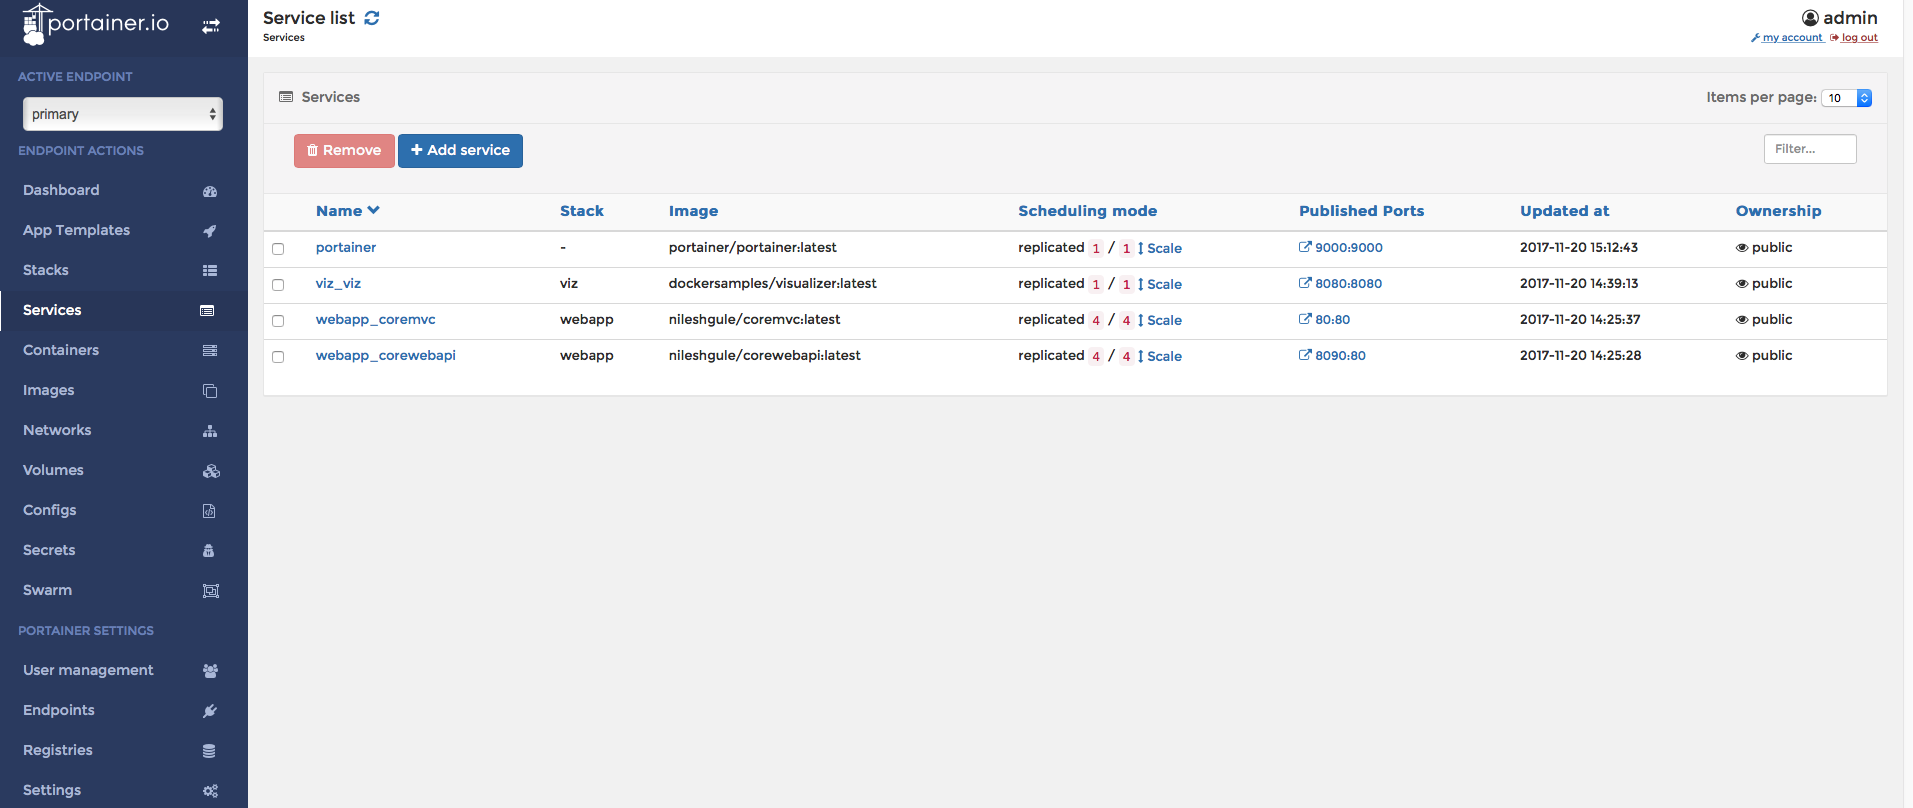 portainer.io
ACTIVE ENDPOINT
primary
ENDPOINT ACTIONS
Dashboard
App Templates
Stacks
Services
Containers
Images
Networks
Volumes
Configs
Secrets
Swarm
PORTAINER SETTINGS
User management
Endpoints
Registries
Settings
Service list
Services
admin
my account log out
Services
Items per page: 10
Remove Add service
Filter...
Name Stack Image Scheduling mode Published Ports Updated at Ownership
portainer - portainer/portainer:latest replicated 1 / 1 Scale 9000:9000 2017-11-20 15:12:43 public
viz_viz viz dockersamples/visualizer:latest replicated 1 / 1 Scale 8080:8080 2017-11-20 14:39:13 public
webapp_coremvc webapp nileshgule/coremvc:latest replicated 4 / 4 Scale 80:80 2017-11-20 14:25:37 public
webapp_corewebapi webapp nileshgule/corewebapi:latest replicated 4 / 4 Scale 8090:80 2017-11-20 14:25:28 public